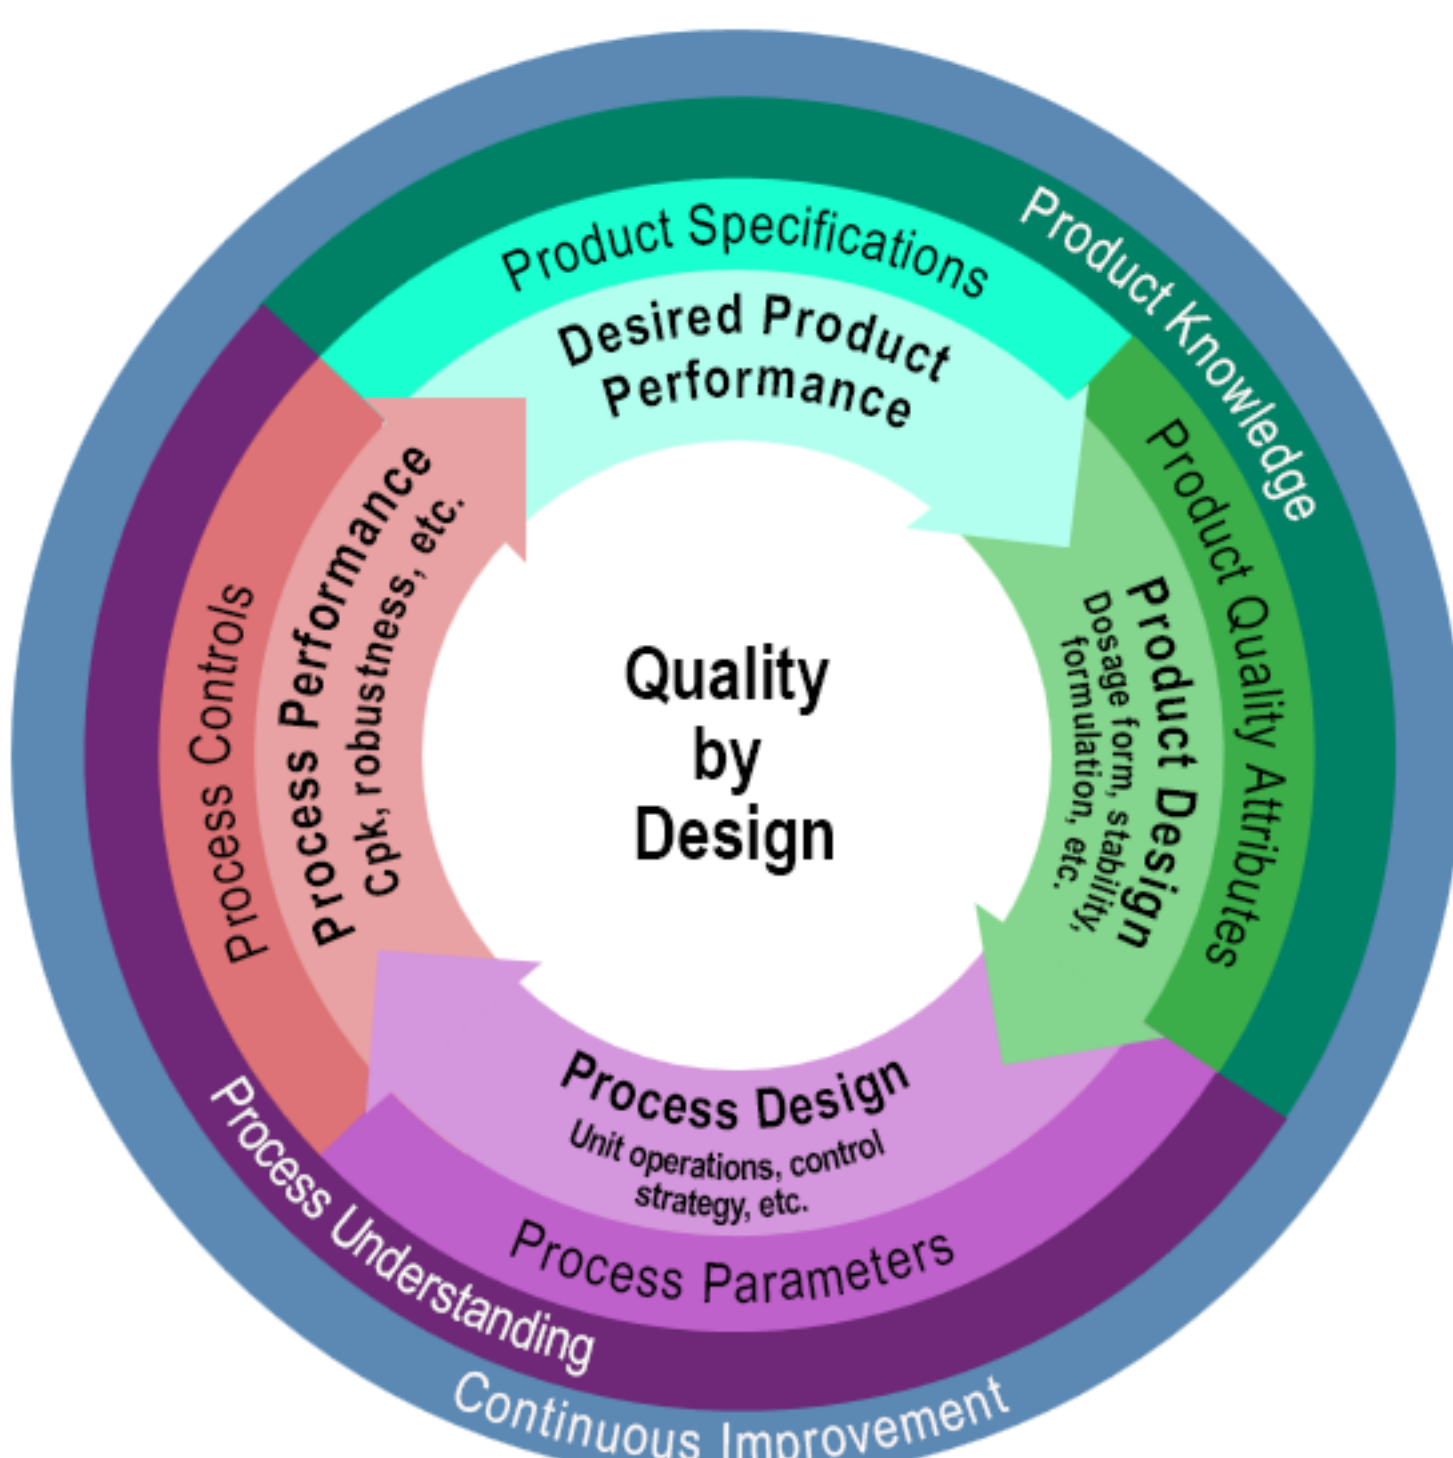 Product Knowledge
Product Specifications
Desired Product
Performance
Product Quality Attributes
Product Design
Dosage form, stability,
formulation, etc.
Quality
by
Design
Process Controls
Process Performance
Cpk, robustness, etc.
Process Design
Unit operations, control
strategy, etc.
Process Parameters
Process Understanding
Continuous Improvement